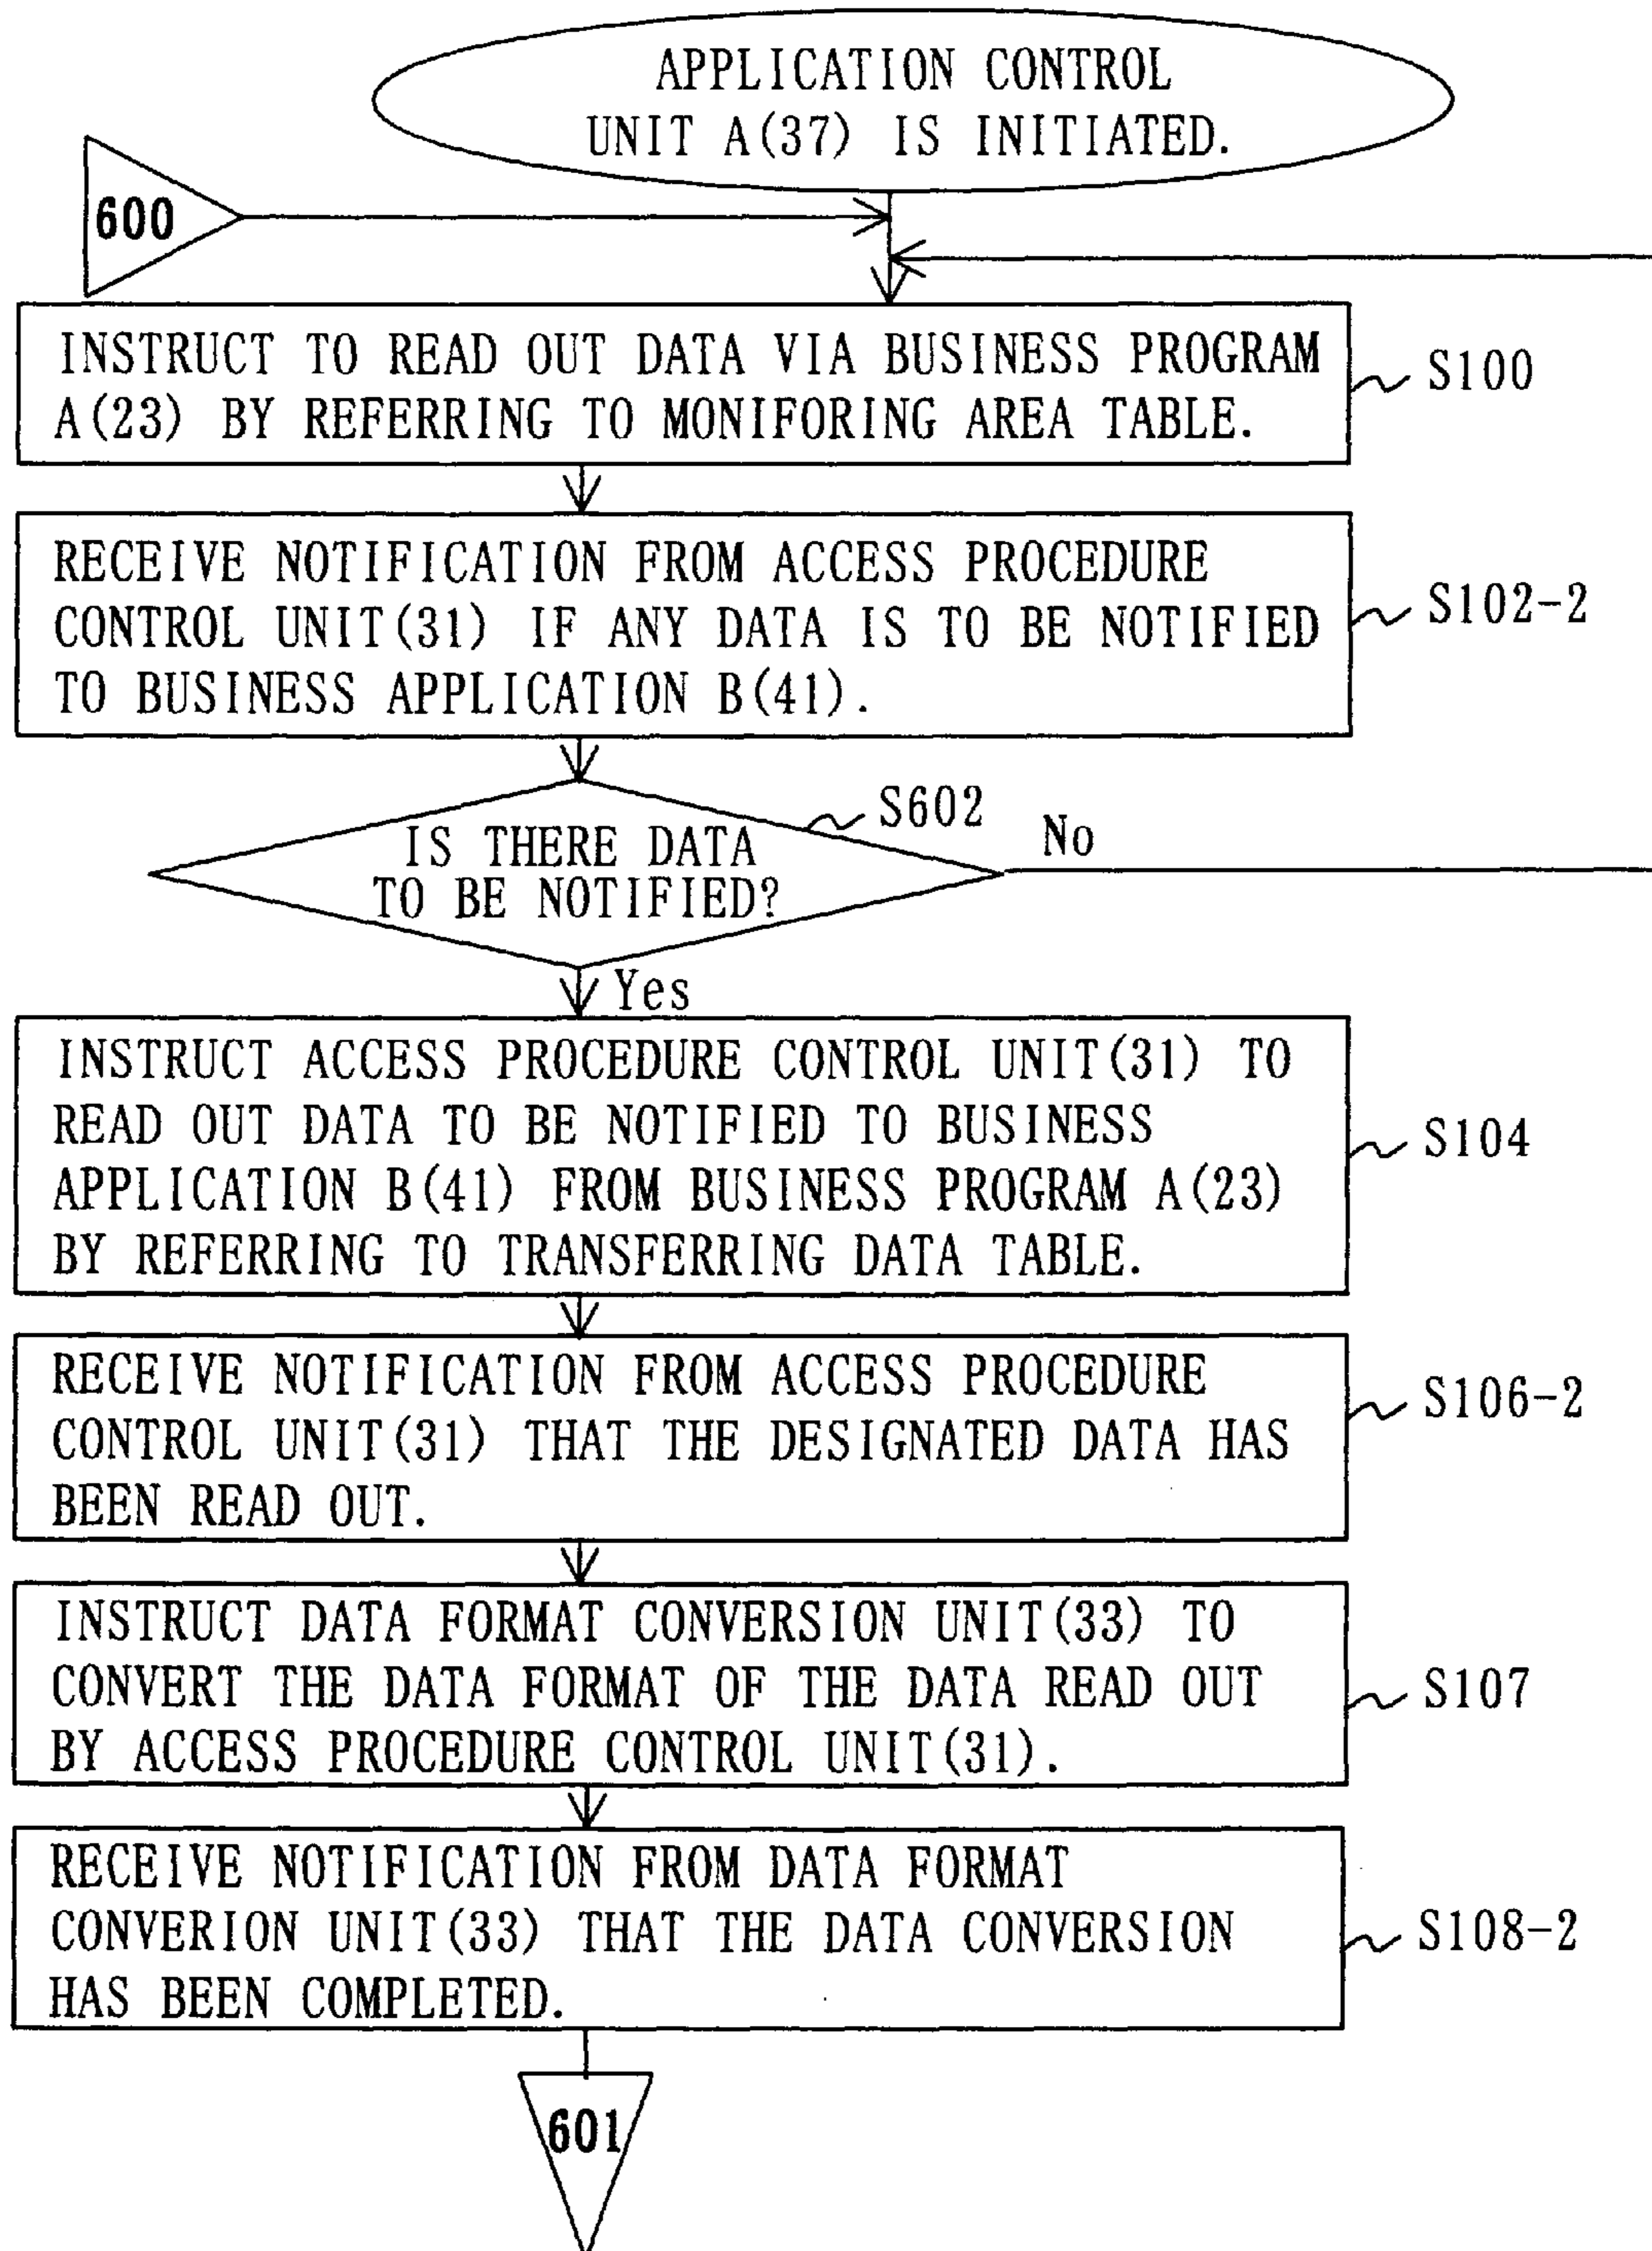 APPLICATION CONTROL
UNIT A(37) IS INITIATED.
600
INSTRUCT TO READ OUT DATA VIA BUSINESS PROGRAM
A(23) BY REFERRING TO MONIFORING AREA TABLE.
S100
RECEIVE NOTIFICATION FROM ACCESS PROCEDURE
CONTROL UNIT(31) IF ANY DATA IS TO BE NOTIFIED
TO BUSINESS APPLICATION B(41).
S102-2
S602
IS THERE DATA
TO BE NOTIFIED?
No
Yes
INSTRUCT ACCESS PROCEDURE CONTROL UNIT(31) TO
READ OUT DATA TO BE NOTIFIED TO BUSINESS
APPLICATION B(41) FROM BUSINESS PROGRAM A(23)
BY REFERRING TO TRANSFERRING DATA TABLE.
S104
RECEIVE NOTIFICATION FROM ACCESS PROCEDURE
CONTROL UNIT(31) THAT THE DESIGNATED DATA HAS
BEEN READ OUT.
S106-2
INSTRUCT DATA FORMAT CONVERSION UNIT(33) TO
CONVERT THE DATA FORMAT OF THE DATA READ OUT
BY ACCESS PROCEDURE CONTROL UNIT(31).
S107
RECEIVE NOTIFICATION FROM DATA FORMAT
CONVERION UNIT(33) THAT THE DATA CONVERSION
HAS BEEN COMPLETED.
S108-2
601